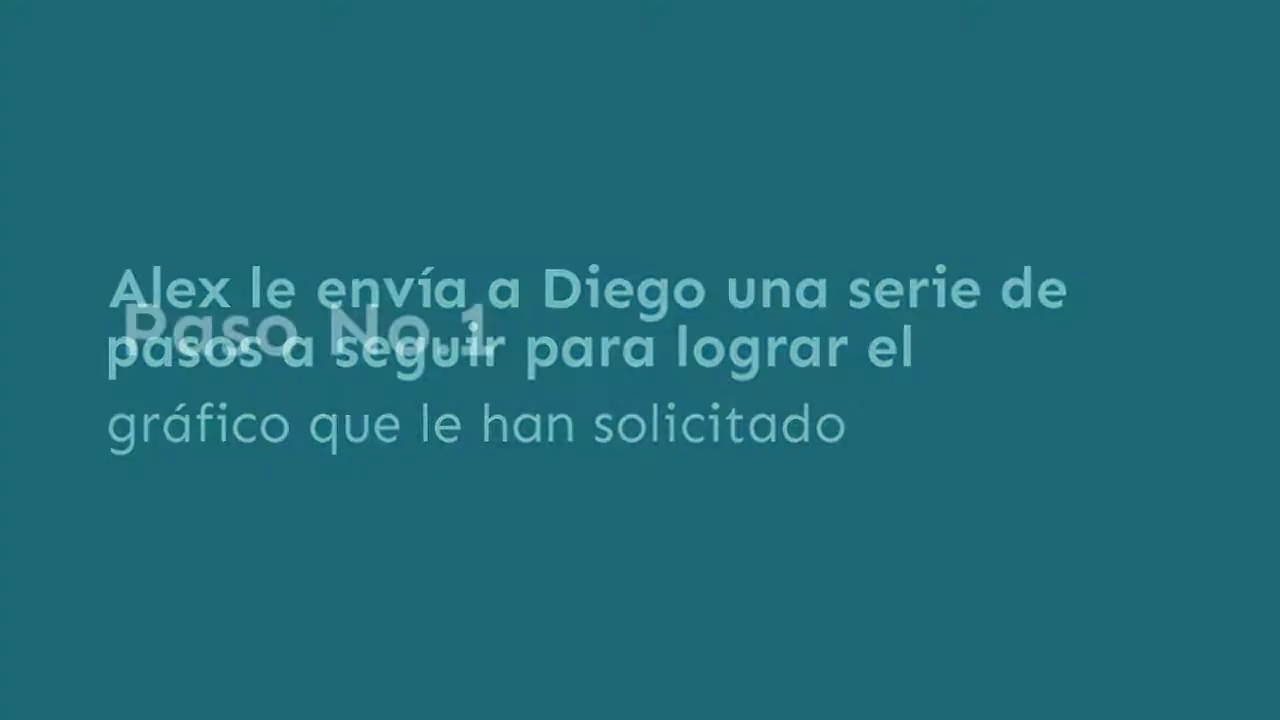 Alex le envía a Diego una serie de
Paso No.1
pasos a seguir para lograr el
gráfico que le han solicitado